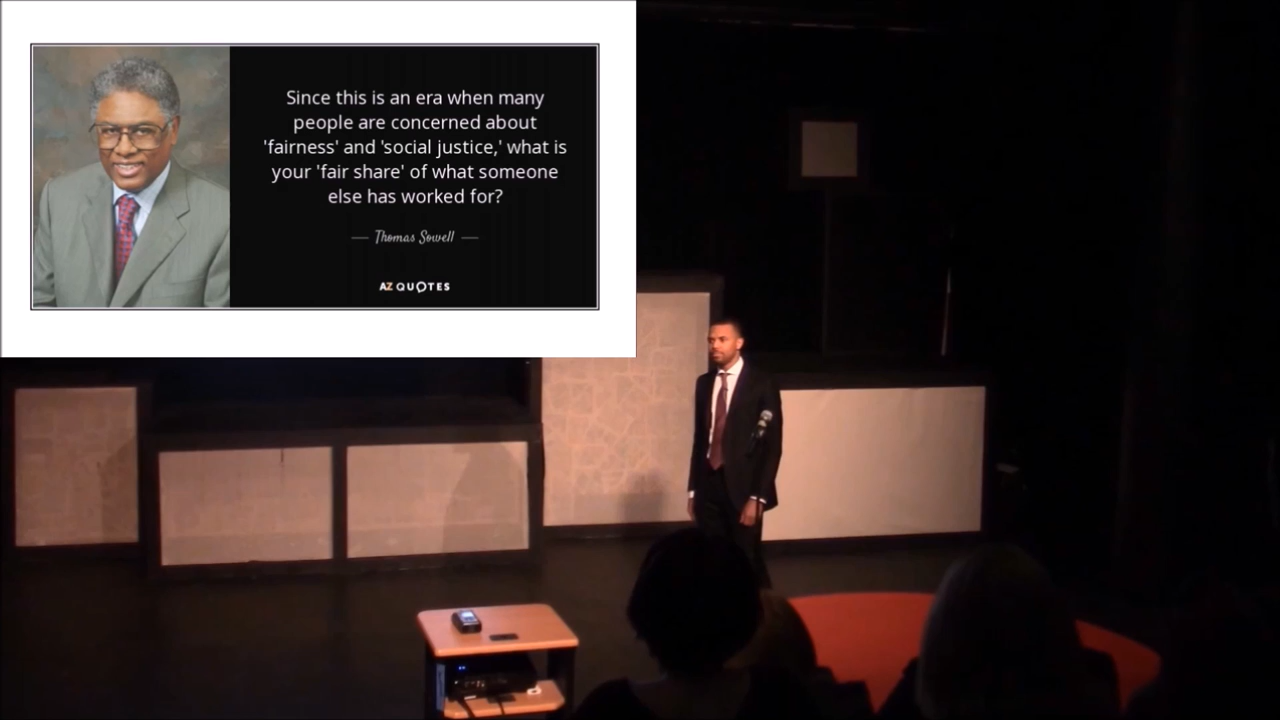 Since this is an era when many
people are concerned about
'fairness' and 'social justice,' what is
your 'fair share' of what someone
else has worked for?
— Thomas Sowell —
AZ QUOTES